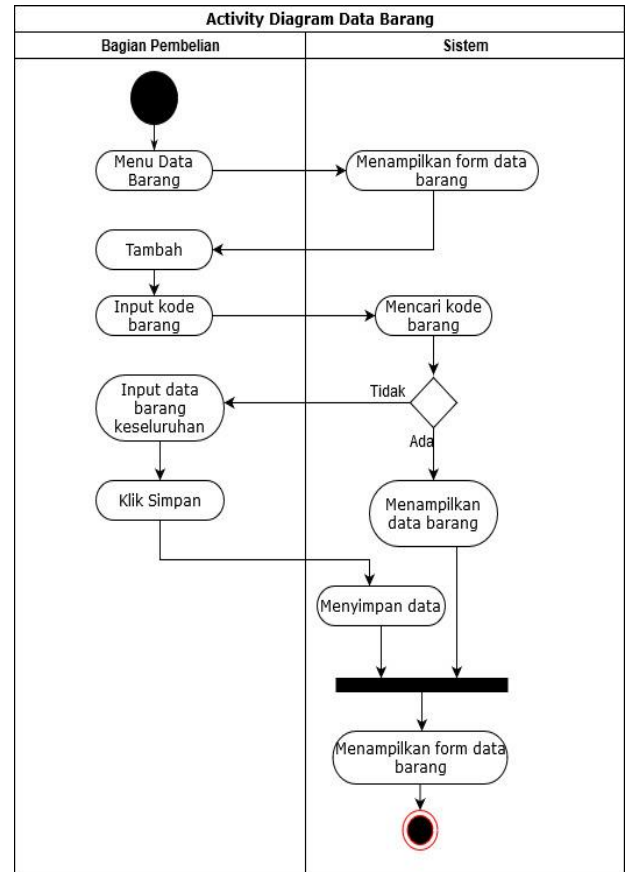 Activity Diagram Data Barang
Bagian Pembelian
Sistem
Menu Data
Barang
Menampilkan form data
barang
Tambah
Input kode
barang
Mencari kode
barang
Tidak
Input data
barang
keseluruhan
Ada
Klik Simpan
Menampilkan
data barang
Menyimpan data
Menampilkan form data
barang